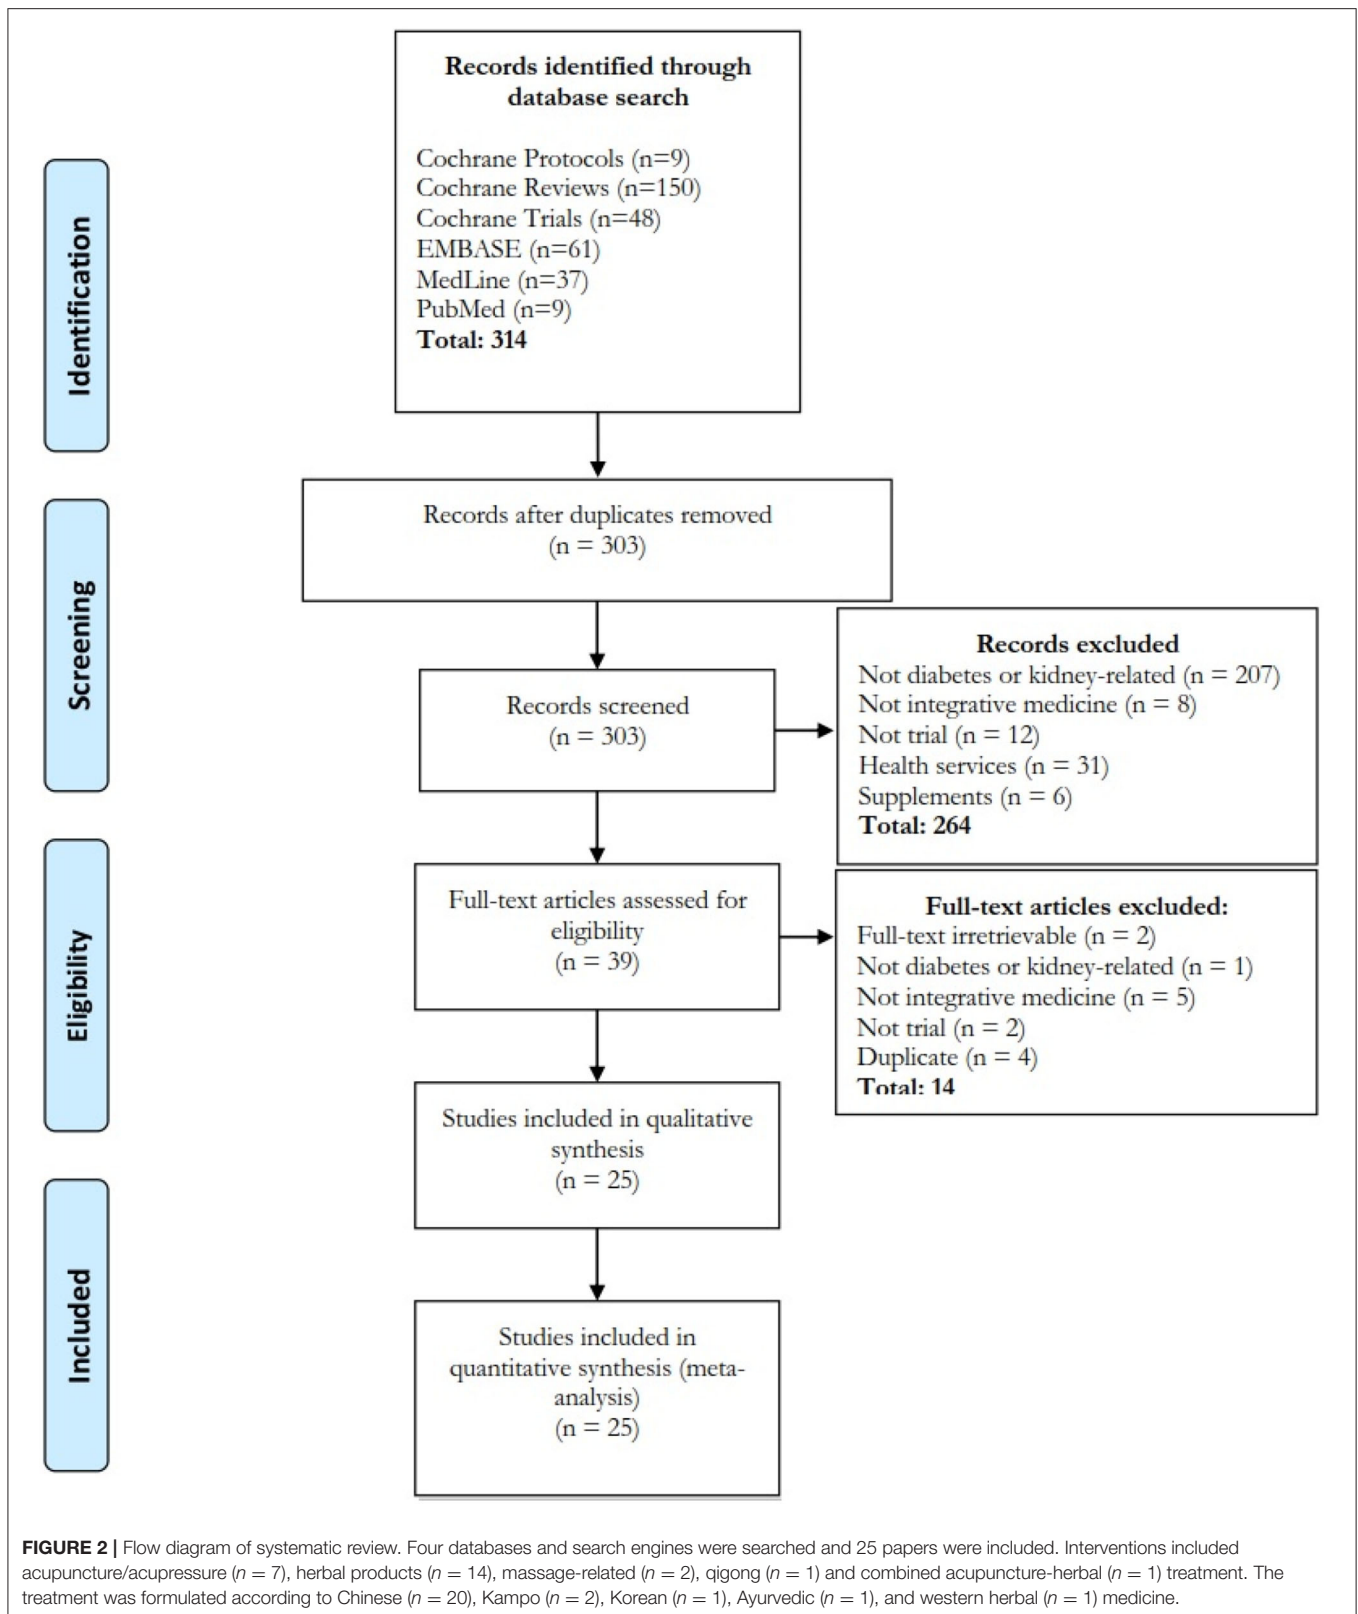 Identification
Records identified through
database search
Cochrane Protocols (n=9)
Cochrane Reviews (n=150)
Cochrane Trials (n=48)
EMBASE (n=61)
MedLine (n=37)
PubMed (n=9)
Total: 314
Screening
Records after duplicates removed
(n = 303)
Records screened
(n = 303)
Records excluded
Not diabetes or kidney-related (n = 207)
Not integrative medicine (n = 8)
Not trial (n = 12)
Health services (n = 31)
Supplements (n = 6)
Total: 264
Eligibility
Full-text articles assessed for
eligibility
(n = 39)
Full-text articles excluded:
Full-text irretrievable (n = 2)
Not diabetes or kidney-related (n = 1)
Not integrative medicine (n = 5)
Not trial (n = 2)
Duplicate (n = 4)
Total: 14
Studies included in qualitative
synthesis
(n = 25)
Included
Studies included in
quantitative synthesis (meta-
analysis)
(n = 25)
FIGURE 2 | Flow diagram of systematic review. Four databases and search engines were searched and 25 papers were included. Interventions included
acupuncture/acupressure (n = 7), herbal products (n = 14), massage-related (n = 2), qigong (n = 1) and combined acupuncture-herbal (n = 1) treatment. The
treatment was formulated according to Chinese (n = 20), Kampo (n = 2), Korean (n = 1), Ayurvedic (n = 1), and western herbal (n = 1) medicine.